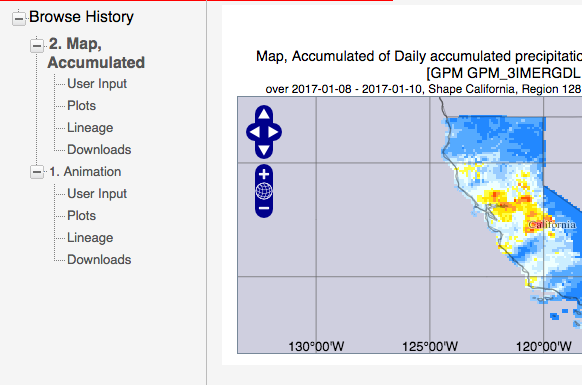 Browse History
2. Map,
Accumulated
User Input
Plots
Lineage
Downloads
1. Animation
User Input
Plots
Lineage
Downloads
Map, Accumulated of Daily accumulated
[GPM GPM_3IMERGDL
over 2017-01-08 - 2017-01-10, Shape California, Region 128
California
130°00'W
125°00'W
120°00'W